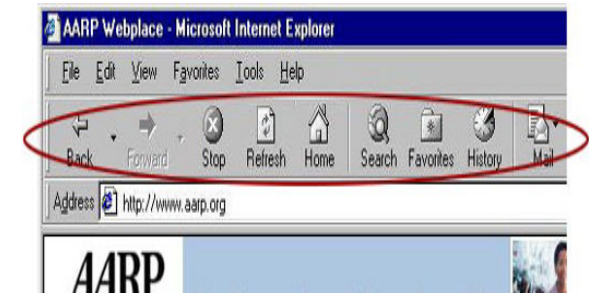 AARP Webplace - Microsoft Internet Explorer
File Edit View Favorites Tools Help
Back Forward Stop Refresh Home Search Favorites History Mail
Address http://www.aarp.org
AARP